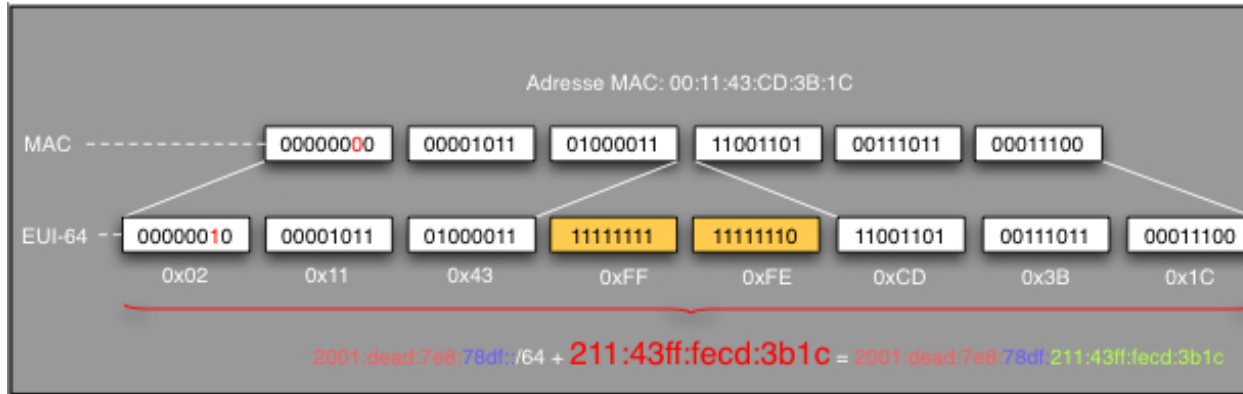 Adresse MAC: 00:11:43:CD:3B:1C
MAC 00000000 00001011 01000011 11001101 00111011 00011100
EUI-64 00000010 00001011 01000011 11111111 11111110 11001101 00111011 00011100
0x02 0x11 0x43 0xFF 0xFE 0xCD 0x3B 0x1C
2001:dead:7e8:78df::/64 + 211:43ff:fecd:3b1c = 2001:dead:7e8:78df:211:43ff:fecd:3b1c